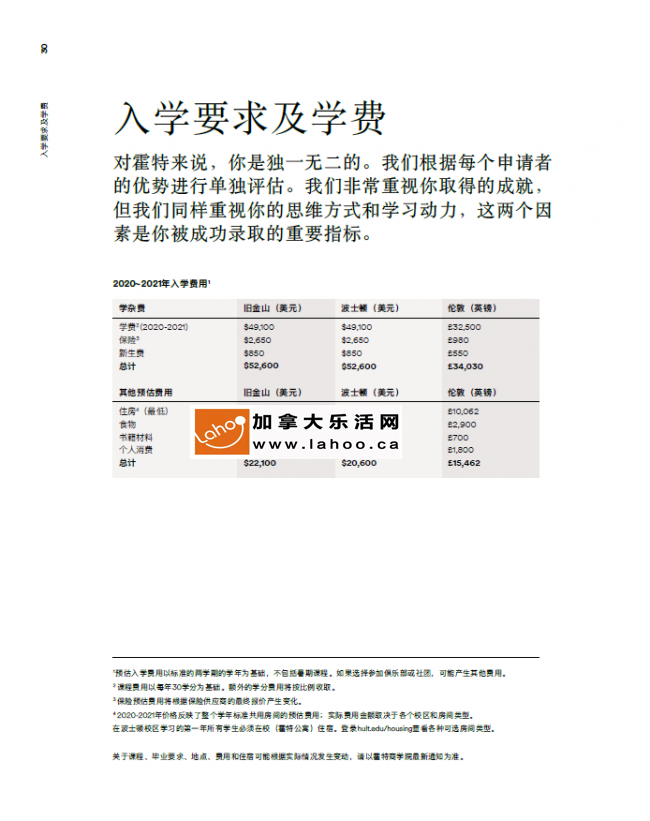 30
入学要求及学费
入学要求及学费
对霍特来说，你是独一无二的。我们根据每个申请者
的优势进行单独评估。我们非常重视你取得的成就，
但我们同样重视你的思维方式和学习动力，这两个因
素是你被成功录取的重要指标。
2020~2021年入学费用¹
学杂费 旧金山（美元） 波士顿（美元） 伦敦（英镑）
学费²(2020-2021) $49,100 $49,100 £32,500
保险³ $2,650 $2,650 £980
新生费 $850 $850 £550
总计 $52,600 $52,600 £34,030
其他预估费用 旧金山（美元） 波士顿（美元） 伦敦（英镑）
住房⁴（最低） £10,062
食物 £2,900
书籍材料 £700
个人消费 £1,800
总计 $22,100 $20,600 £15,462
Lahoo
加拿大乐活网
www.lahoo.ca
¹预估入学费用以标准的两学期的学年为基础，不包括暑期课程。如果选择参加俱乐部或社团，可能产生其他费用。
²课程费用以每年30学分为基础。额外的学分费用将按比例收取。
³保险预估费用将根据保险供应商的最终报价产生变化。
⁴2020-2021年价格反映了整个学年标准共用房间的预估费用；实际费用金额取决于各个校区和房间类型。
在波士顿校区学习的第一年所有学生必须在校（霍特公寓）住宿。登录hult.edu/housing查看各种可选房间类型。
关于课程、毕业要求、地点、费用和住宿可能根据实际情况发生变动，请以霍特商学院最新通知为准。